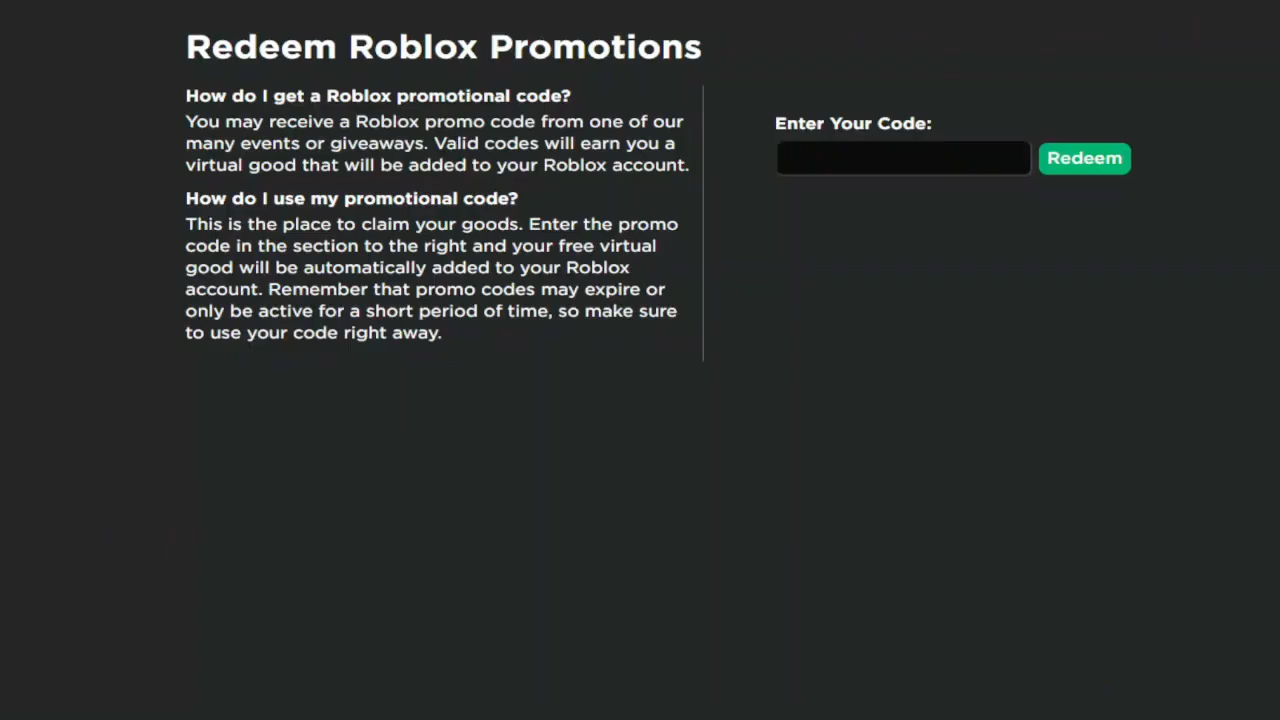 Redeem Roblox Promotions
How do I get a Roblox promotional code?
You may receive a Roblox promo code from one of our
many events or giveaways. Valid codes will earn you a
virtual good that will be added to your Roblox account.
How do I use my promotional code?
This is the place to claim your goods. Enter the promo
code in the section to the right and your free virtual
good will be automatically added to your Roblox
account. Remember that promo codes may expire or
only be active for a short period of time, so make sure
to use your code right away.
Enter Your Code:
Redeem